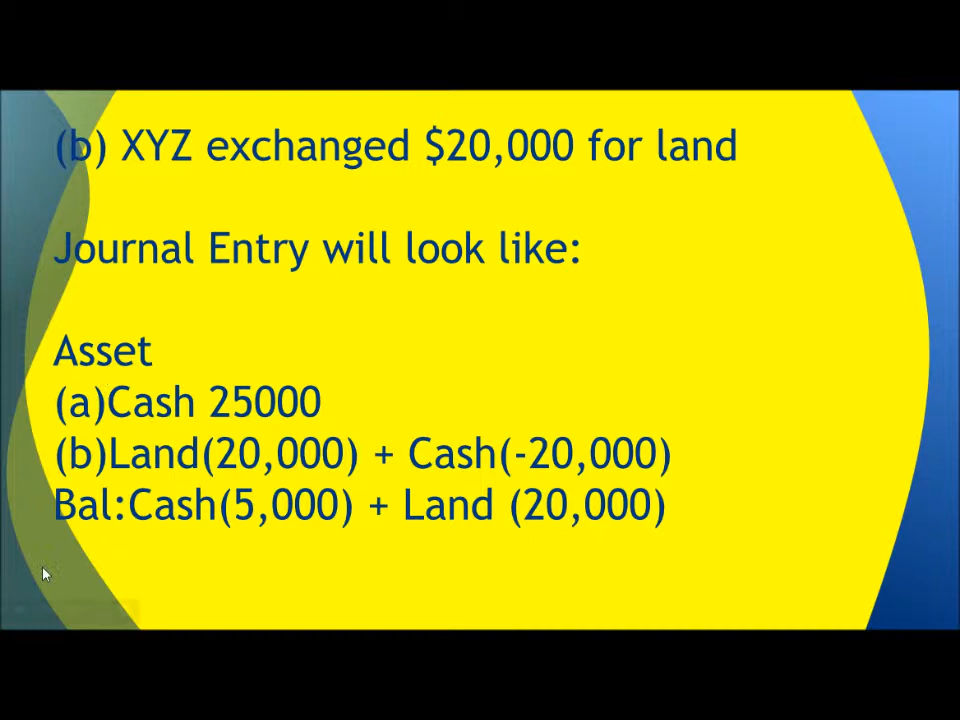 (b) XYZ exchanged $20,000 for land
Journal Entry will look like:
Asset
(a)Cash 25000
(b)Land(20,000) + Cash(-20,000)
Bal:Cash(5,000) + Land (20,000)